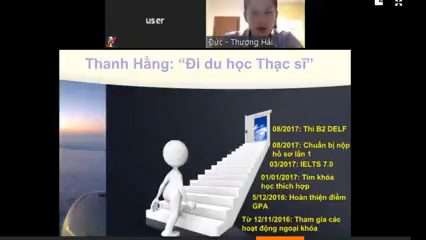 user
Đức - Thượng Hải
Thanh Hằng: “Đi du học Thạc sĩ”
08/2017: Thi B2 DELF
08/2017: Chuẩn bị nộp
hồ sơ lần 1
03/2017: IELTS 7.0
01/01/2017: Tìm khóa
học thích hợp
5/12/2016: Hoàn thiện điểm
GPA
Từ 12/11/2016: Tham gia các
hoạt động ngoại khóa